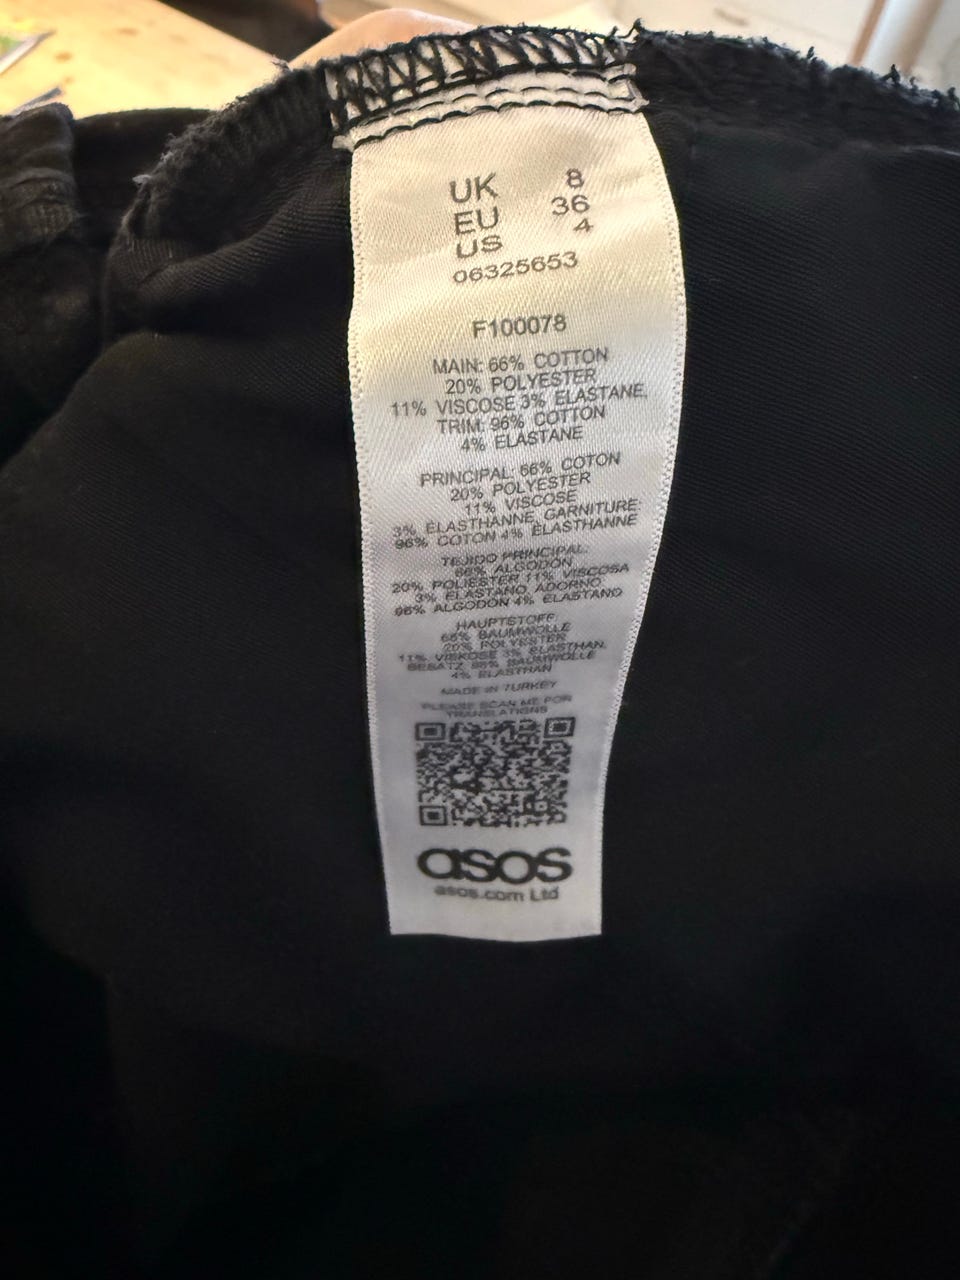 UK 8
EU 36
US 4
06325653
F100078
MAIN: 66% COTTON
20% POLYESTER
11% VISCOSE 3% ELASTANE.
TRIM: 96% COTTON
4% ELASTANE
PRINCIPAL: 66% COTON
20% POLYESTER
11% VISCOSE
3% ELASTHANNE. GARNITURE:
96% COTON 4% ELASTHANNE
TEJIDO PRINCIPAL:
66% ALGODON
20% POLIESTER 11% VISCOSA
3% ELASTANO. ADORNO:
96% ALGODON 4% ELASTANO
HAUPTSTOFF:
66% BAUMWOLLE
20% POLYESTER
11% VISKOSE 3% ELASTHAN.
BESATZ: 96% BAUMWOLLE
4% ELASTHAN
MADE IN TURKEY
PLEASE SCAN ME FOR
TRANSLATIONS
asos
asos.com Ltd